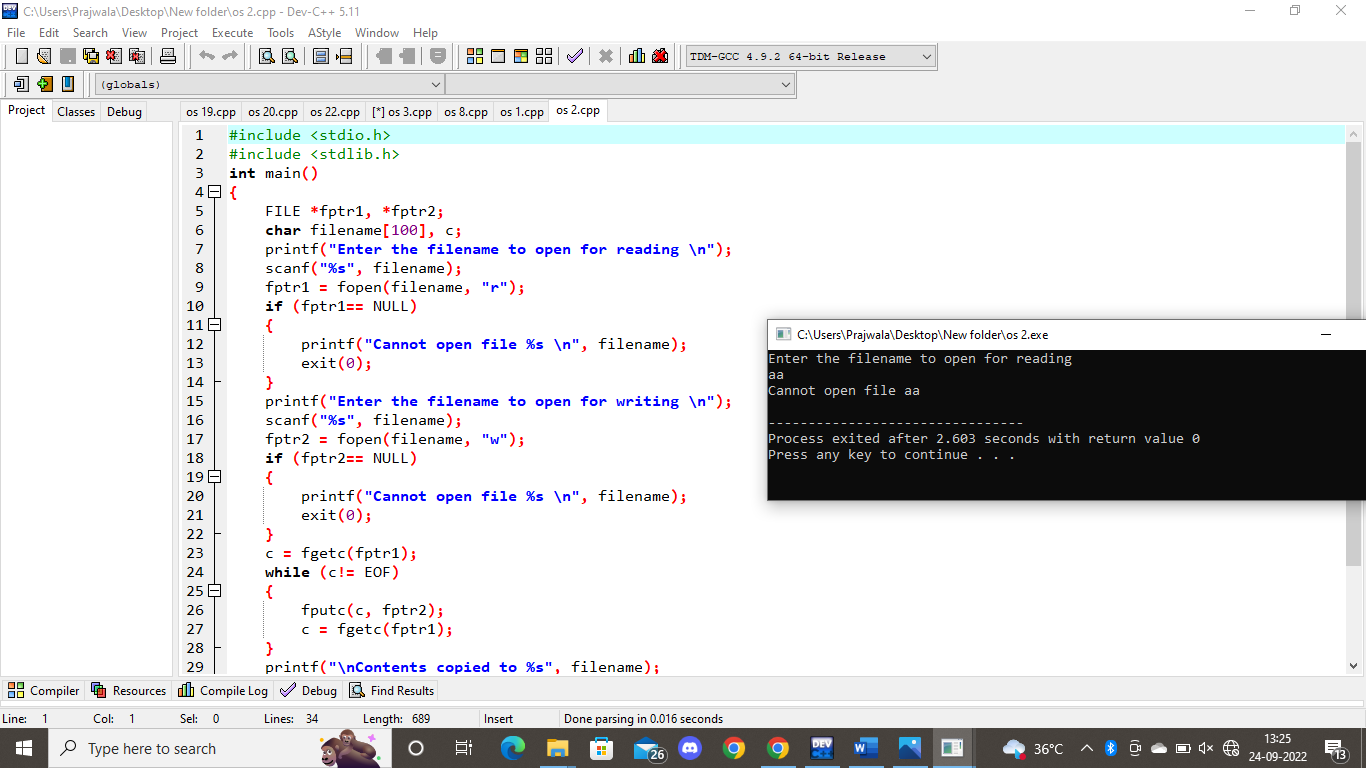 C:\Users\Prajwala\Desktop\New folder\os 2.cpp - Dev-C++ 5.11
File Edit Search View Project Execute Tools AStyle Window Help
TDM-GCC 4.9.2 64-bit Release
(globals)
Project Classes Debug
os 19.cpp os 20.cpp os 22.cpp [*] os 3.cpp os 8.cpp os 1.cpp os 2.cpp
1 #include <stdio.h>
2 #include <stdlib.h>
3 int main()
4 {
5 FILE *fptr1, *fptr2;
6 char filename[100], c;
7 printf("Enter the filename to open for reading \n");
8 scanf("%s", filename);
9 fptr1 = fopen(filename, "r");
10 if (fptr1== NULL)
11 {
12 printf("Cannot open file %s \n", filename);
13 exit(0);
14 }
15 printf("Enter the filename to open for writing \n");
16 scanf("%s", filename);
17 fptr2 = fopen(filename, "w");
18 if (fptr2== NULL)
19 {
20 printf("Cannot open file %s \n", filename);
21 exit(0);
22 }
23 c = fgetc(fptr1);
24 while (c!= EOF)
25 {
26 fputc(c, fptr2);
27 c = fgetc(fptr1);
28 }
29 printf("\nContents copied to %s", filename);
C:\Users\Prajwala\Desktop\New folder\os 2.exe
Enter the filename to open for reading
aa
Cannot open file aa
--------------------------------
Process exited after 2.603 seconds with return value 0
Press any key to continue . . .
Compiler Resources Compile Log Debug Find Results
Line: 1 Col: 1 Sel: 0 Lines: 34 Length: 689 Insert Done parsing in 0.016 seconds
Type here to search
26
DEV
36°C
13:25
24-09-2022
13